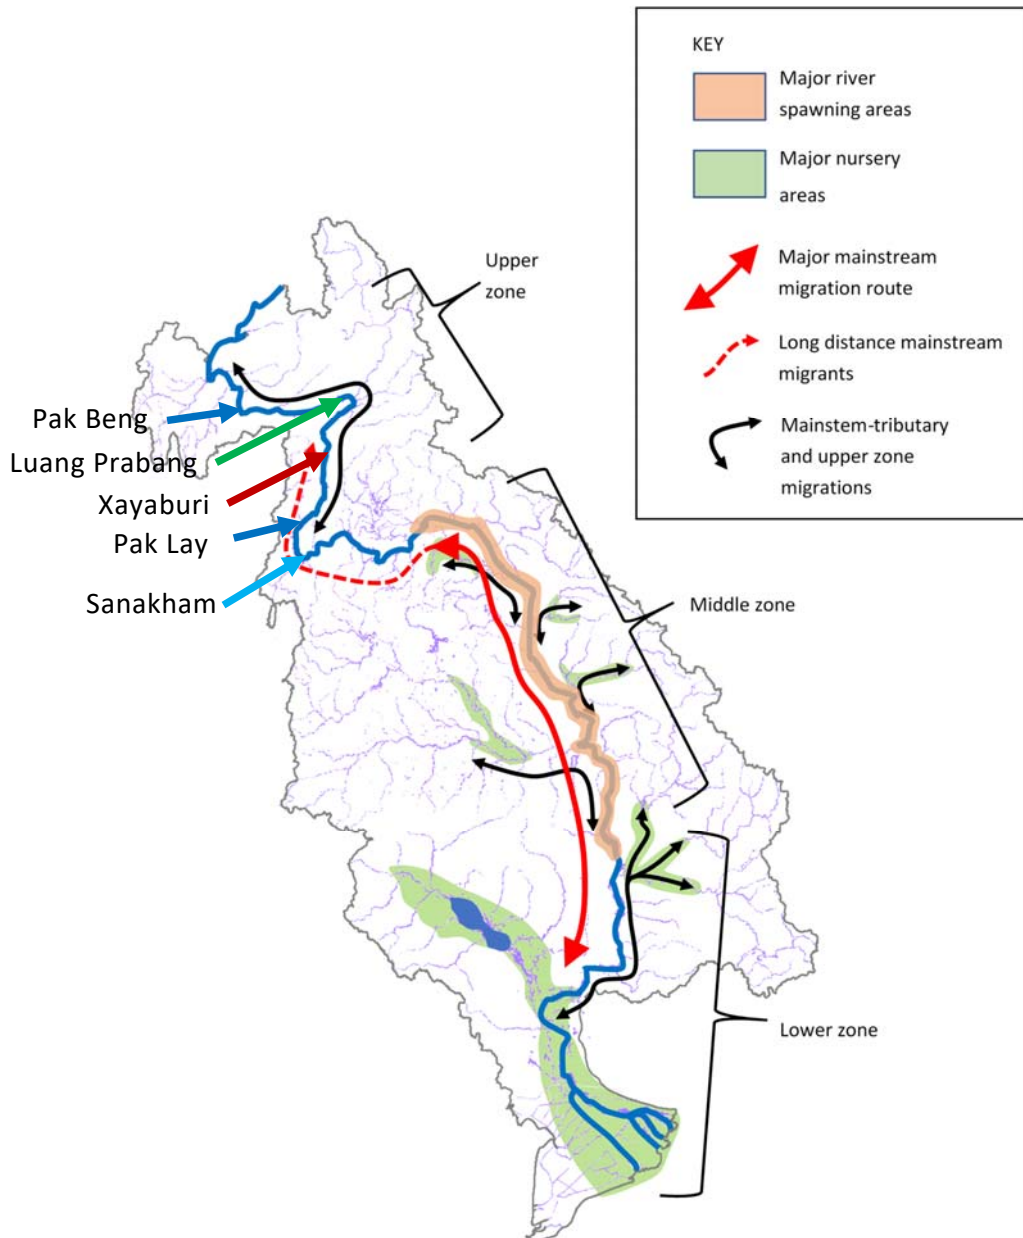 KEY
Major river
spawning areas
Major nursery
areas
Major mainstream
migration route
Long distance mainstream
migrants
Mainstem-tributary
and upper zone
migrations
Upper
zone
Pak Beng
Luang Prabang
Xayaburi
Pak Lay
Sanakham
Middle zone
Lower zone